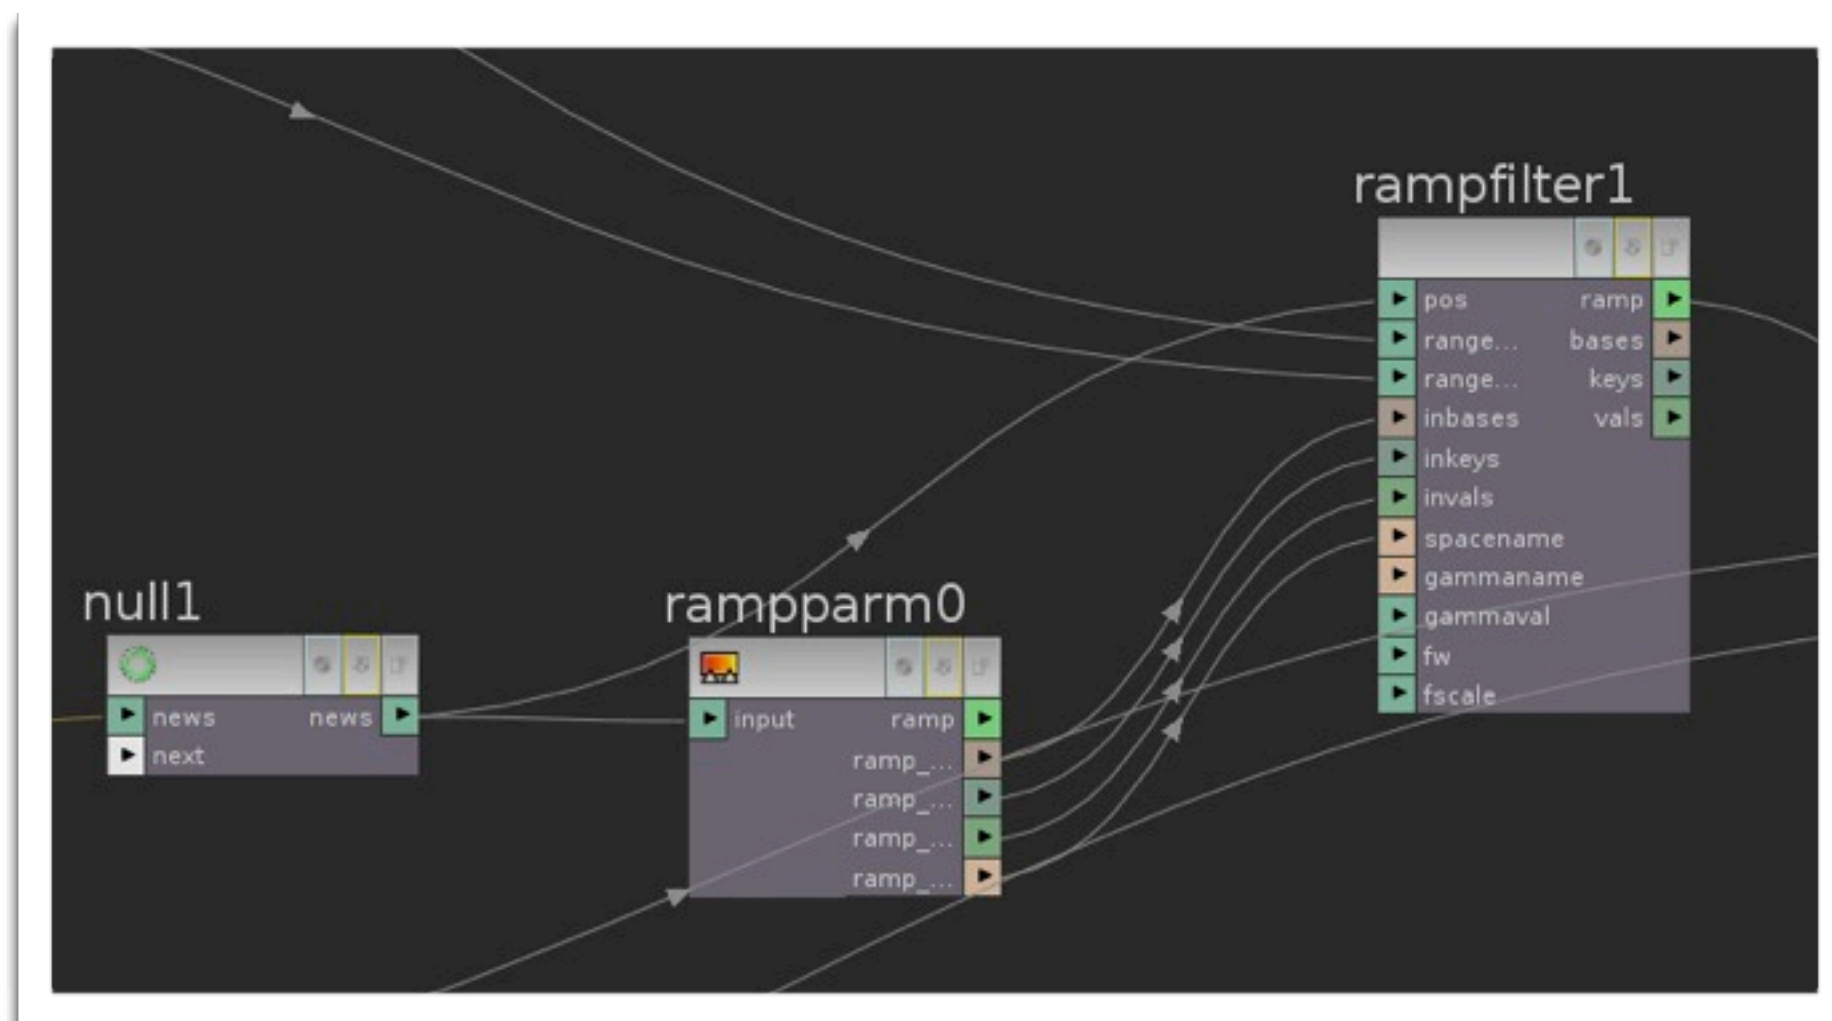 rampfilter1
pos ramp
range... bases
range... keys
inbases vals
inkeys
invals
spacename
gammaname
gammaval
fw
fscale
null1
news news
next
rampparm0
input ramp
ramp_...
ramp_...
ramp_...
ramp_...